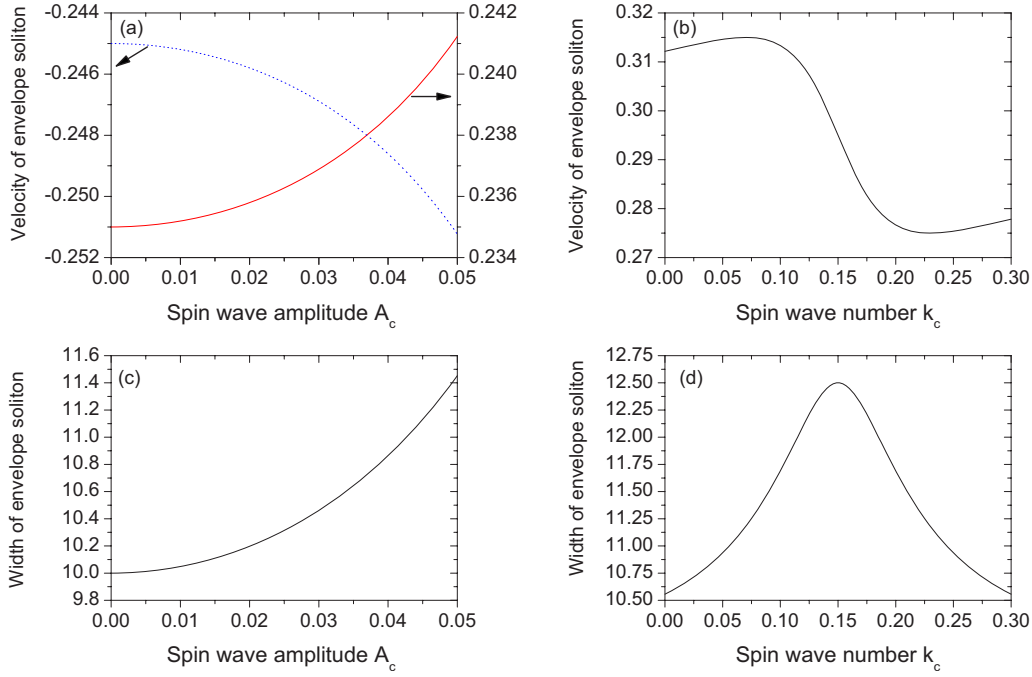 (a)
Velocity of envelope soliton
-0.244
-0.245
-0.248
-0.250
-0.252
0.242
0.241
0.238
0.236
0.234
0.00 0.01 0.02 0.03 0.04 0.05
Spin wave amplitude A_c
(b)
Velocity of envelope soliton
0.32
0.31
0.30
0.29
0.28
0.27
0.00 0.05 0.10 0.15 0.20 0.25 0.30
Spin wave number k_c
(c)
Width of envelope soliton
11.6
11.4
11.2
11.0
10.8
10.6
10.4
10.2
10.0
9.8
0.00 0.01 0.02 0.03 0.04 0.05
Spin wave amplitude A_c
(d)
Width of envelope soliton
12.75
12.50
12.25
12.00
11.75
11.50
11.25
11.00
10.75
10.50
0.00 0.05 0.10 0.15 0.20 0.25 0.30
Spin wave number k_c